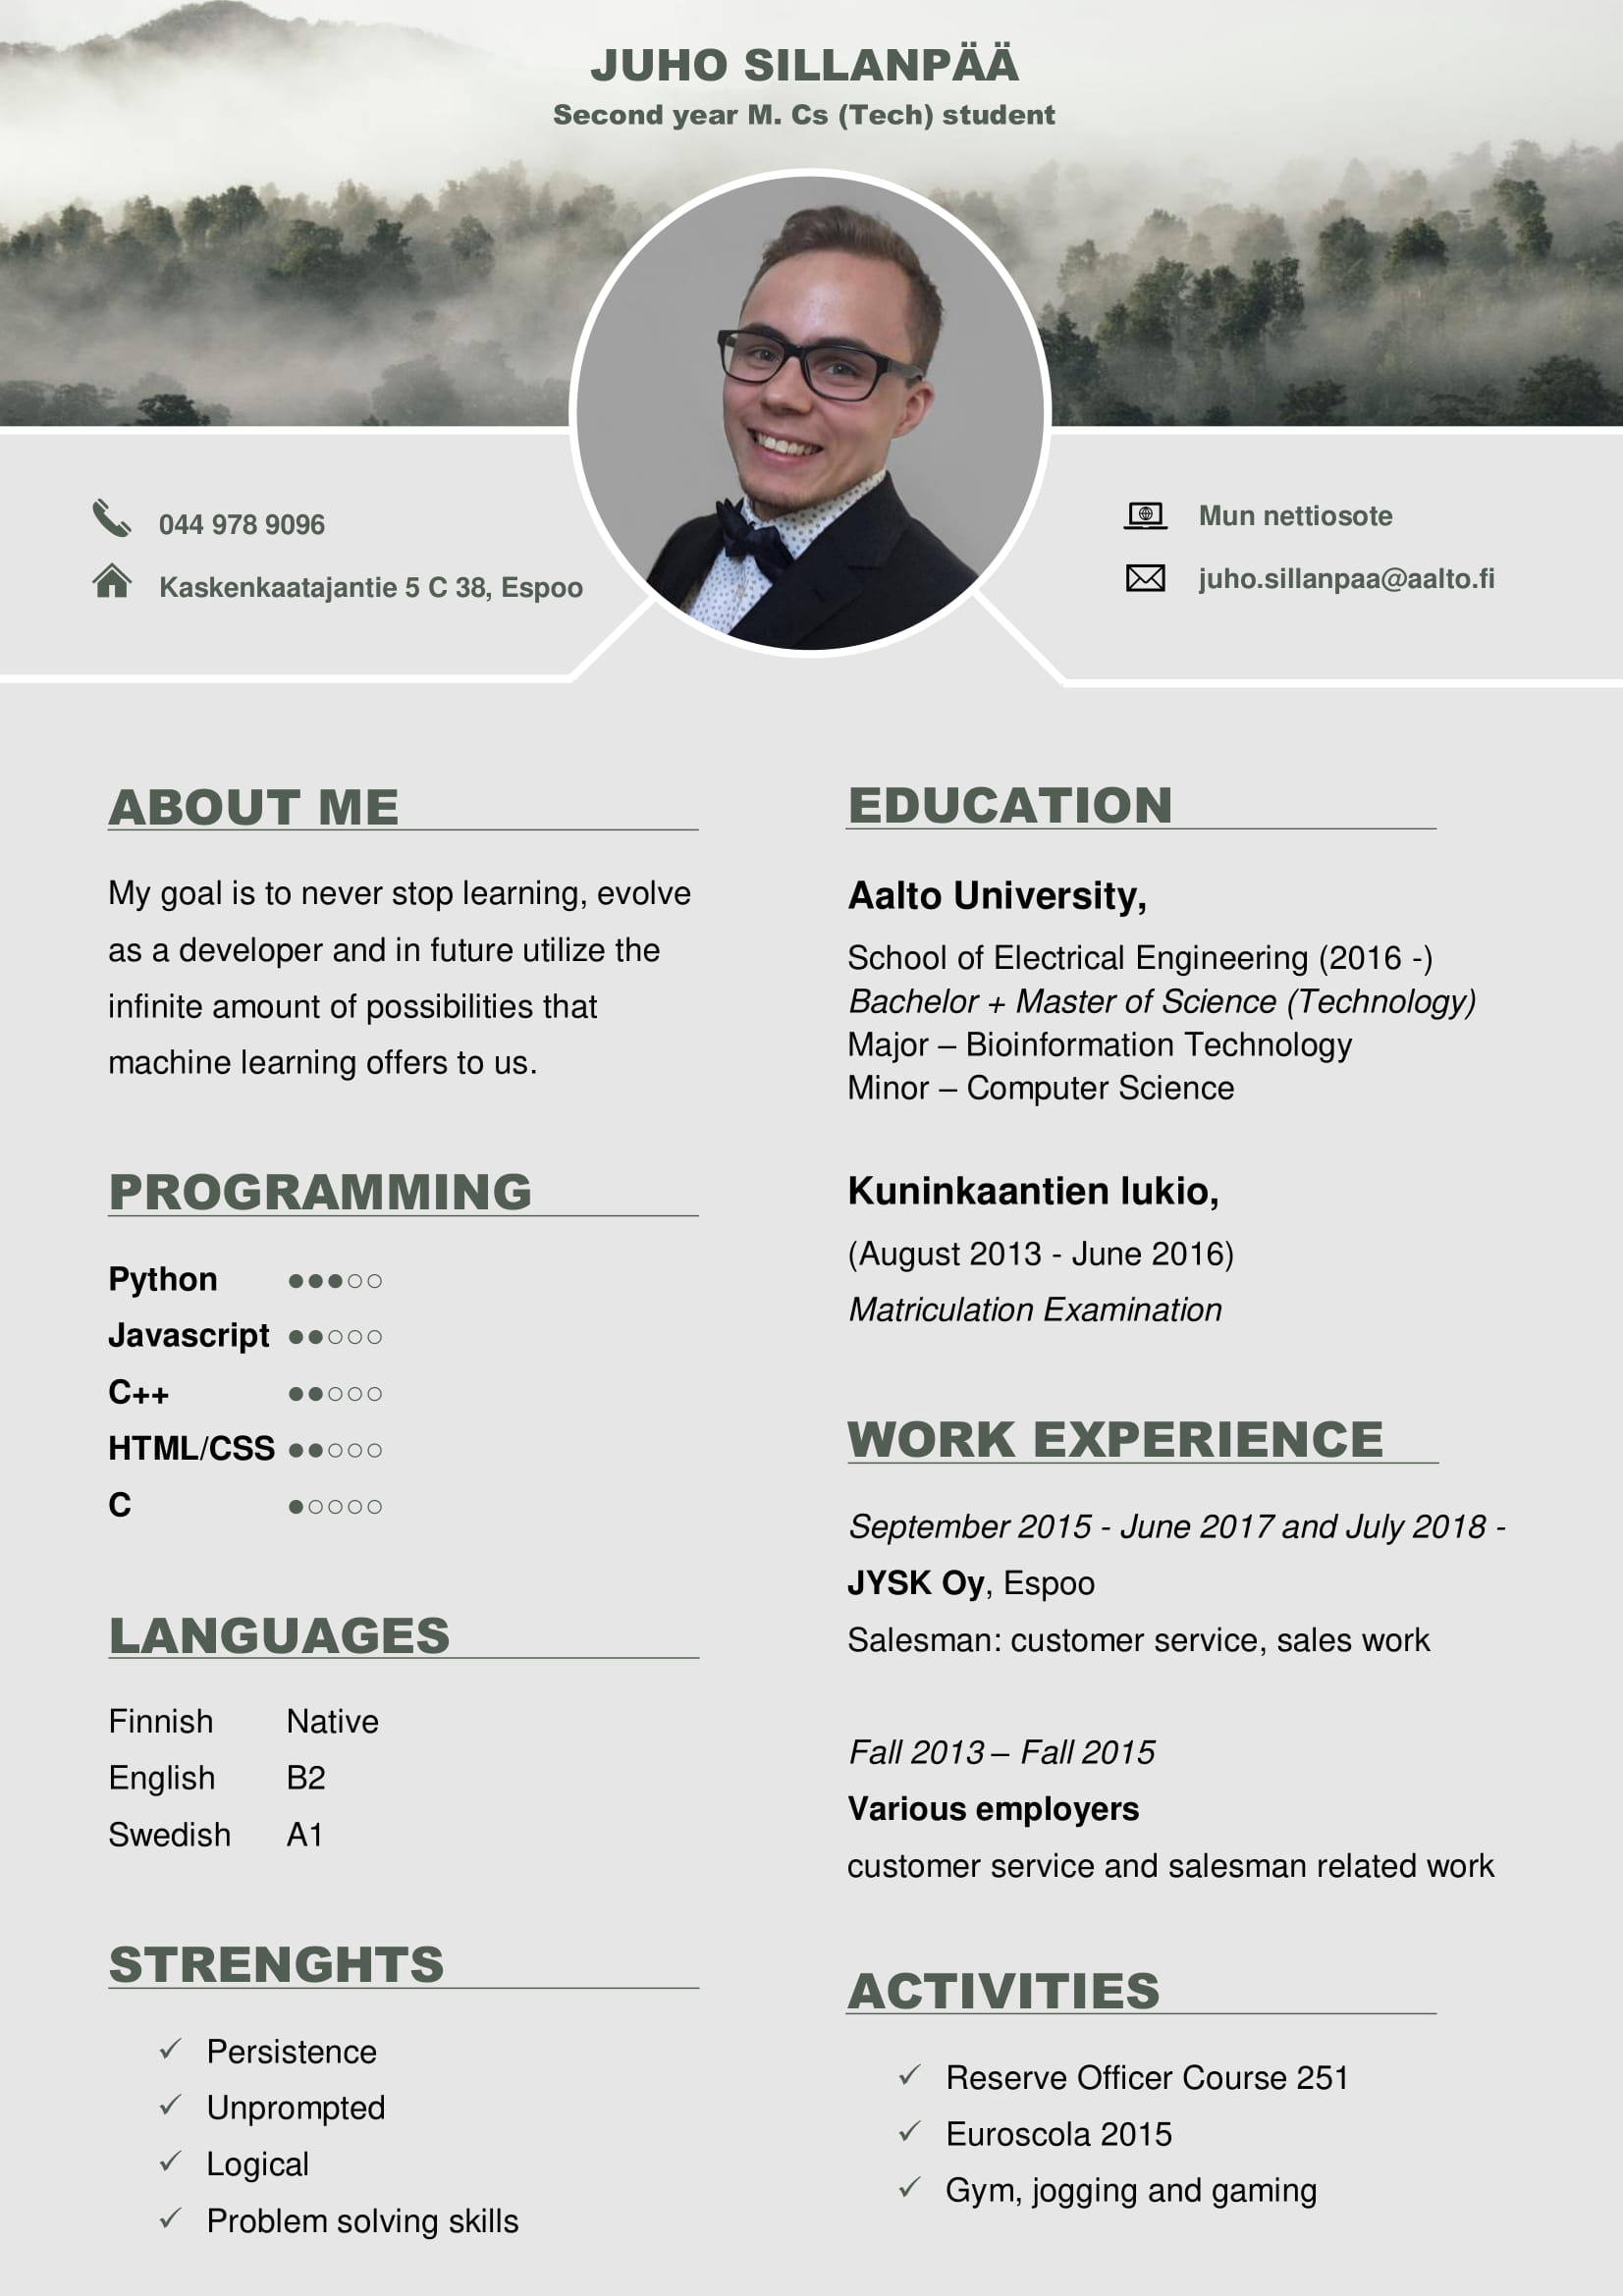 JUHO SILLANPÄÄ
Second year M. Cs (Tech) student
044 978 9096
Kaskenkaatajantie 5 C 38, Espoo
Mun nettiosote
juho.sillanpaa@aalto.fi
ABOUT ME
My goal is to never stop learning, evolve
as a developer and in future utilize the
infinite amount of possibilities that
machine learning offers to us.
PROGRAMMING
Python ●●●○○
Javascript ●●○○○
C++ ●●○○○
HTML/CSS ●●○○○
C ●○○○○
LANGUAGES
Finnish Native
English B2
Swedish A1
STRENGHTS
✓ Persistence
✓ Unprompted
✓ Logical
✓ Problem solving skills
EDUCATION
Aalto University,
School of Electrical Engineering (2016 -)
Bachelor + Master of Science (Technology)
Major – Bioinformation Technology
Minor – Computer Science
Kuninkaantien lukio,
(August 2013 - June 2016)
Matriculation Examination
WORK EXPERIENCE
September 2015 - June 2017 and July 2018 -
JYSK Oy, Espoo
Salesman: customer service, sales work
Fall 2013 – Fall 2015
Various employers
customer service and salesman related work
ACTIVITIES
✓ Reserve Officer Course 251
✓ Euroscola 2015
✓ Gym, jogging and gaming